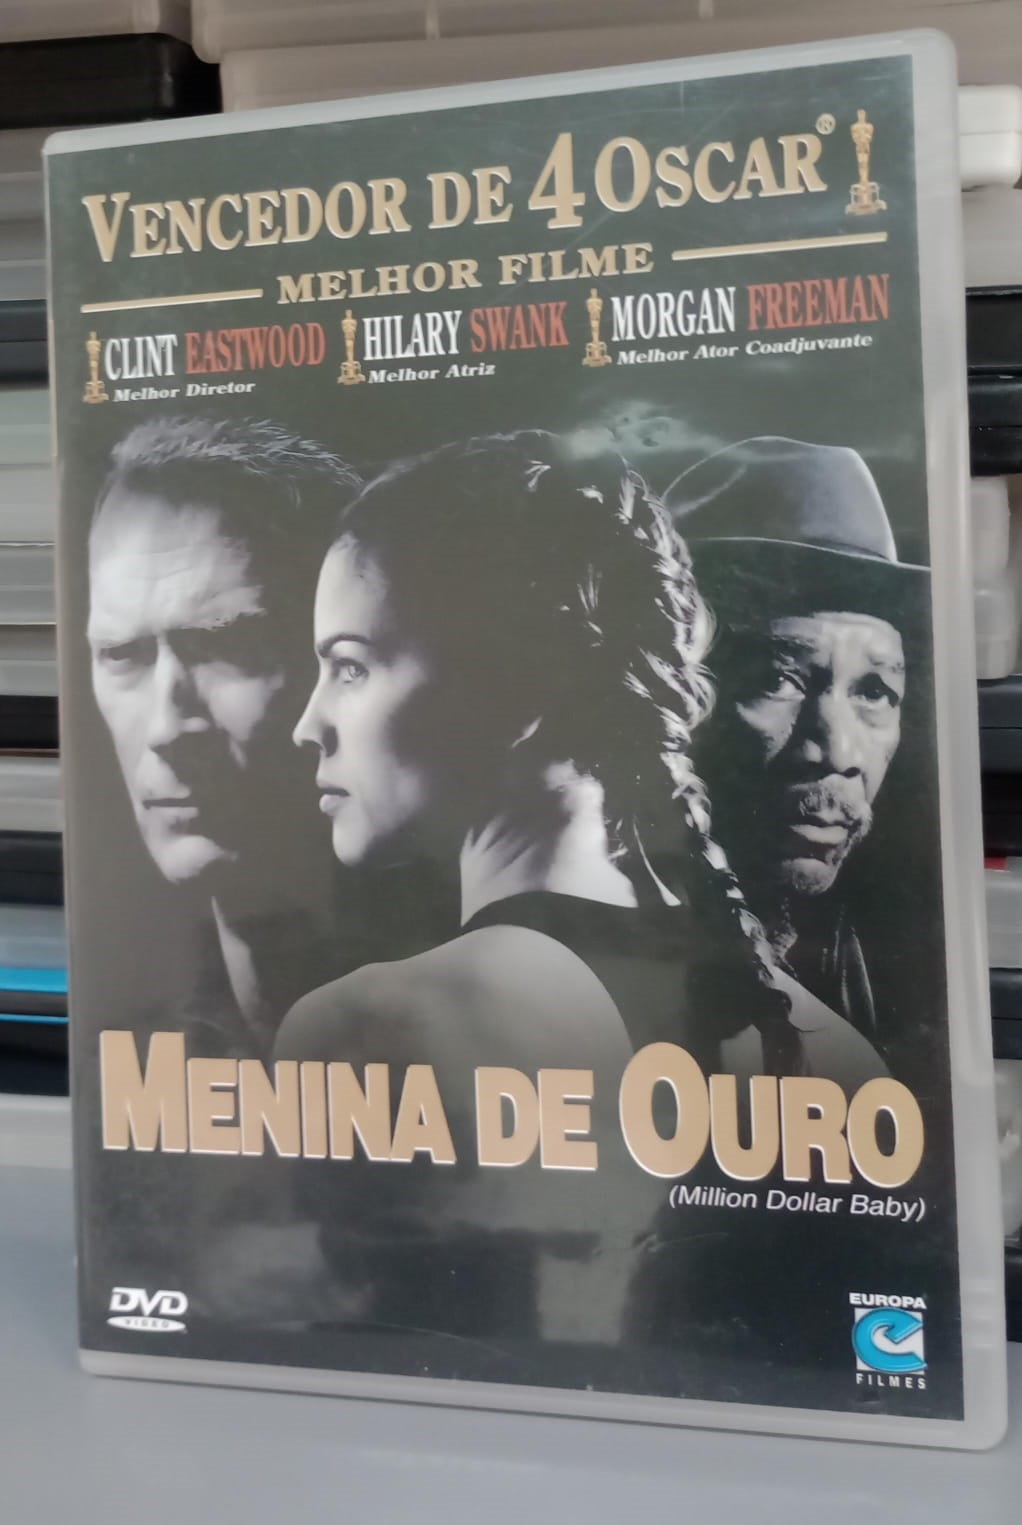 VENCEDOR DE 4 OSCAR®
MELHOR FILME
CLINT EASTWOOD
Melhor Diretor
HILARY SWANK
Melhor Atriz
MORGAN FREEMAN
Melhor Ator Coadjuvante
MENINA DE OURO
(Million Dollar Baby)
DVD
VIDEO
EUROPA
FILMES